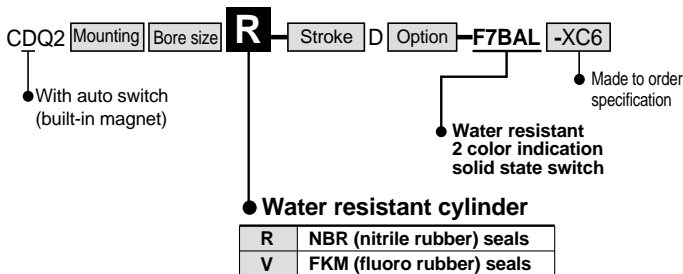 CDQ2 Mounting Bore size R Stroke D Option F7BAL -XC6
With auto switch
(built-in magnet)
Made to order
specification
Water resistant
2 color indication
solid state switch
Water resistant cylinder
R NBR (nitrile rubber) seals
V FKM (fluoro rubber) seals